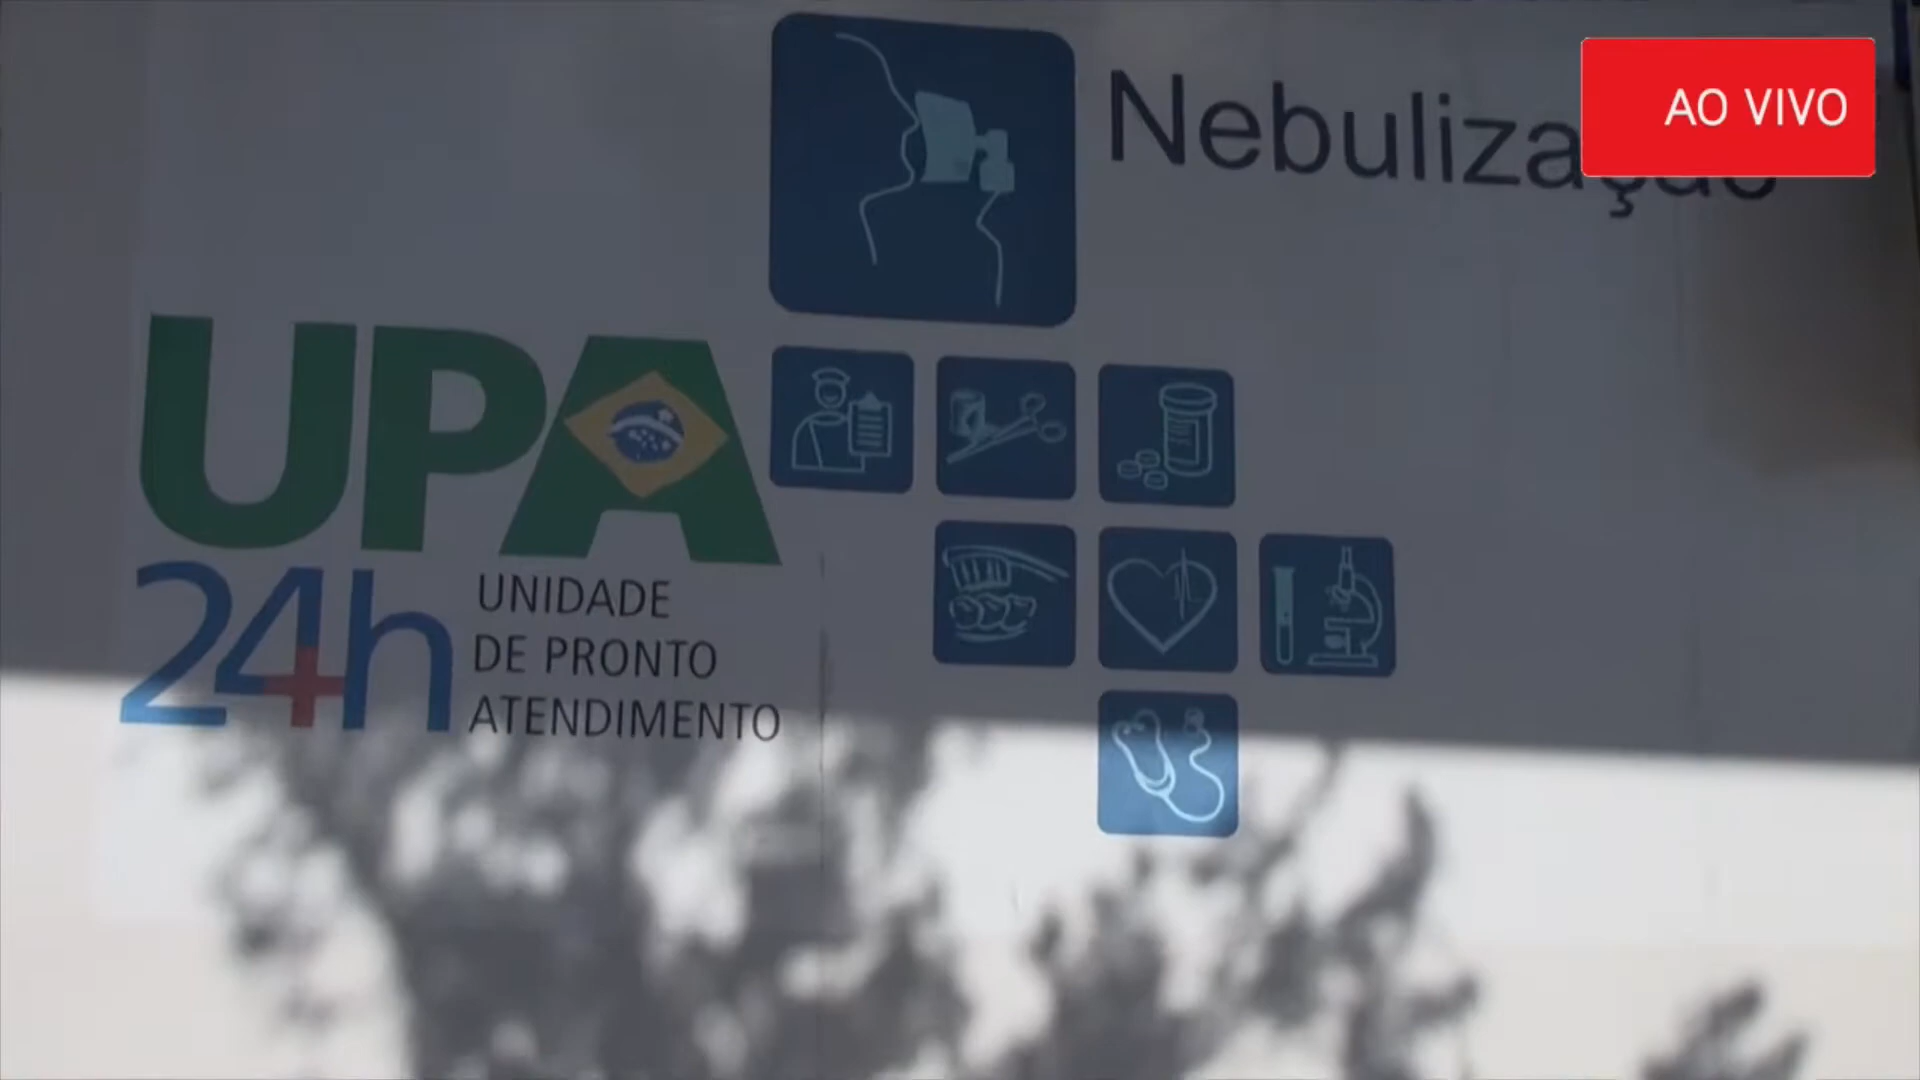 Nebulização
AO VIVO
UPA
24h
UNIDADE
DE PRONTO
ATENDIMENTO